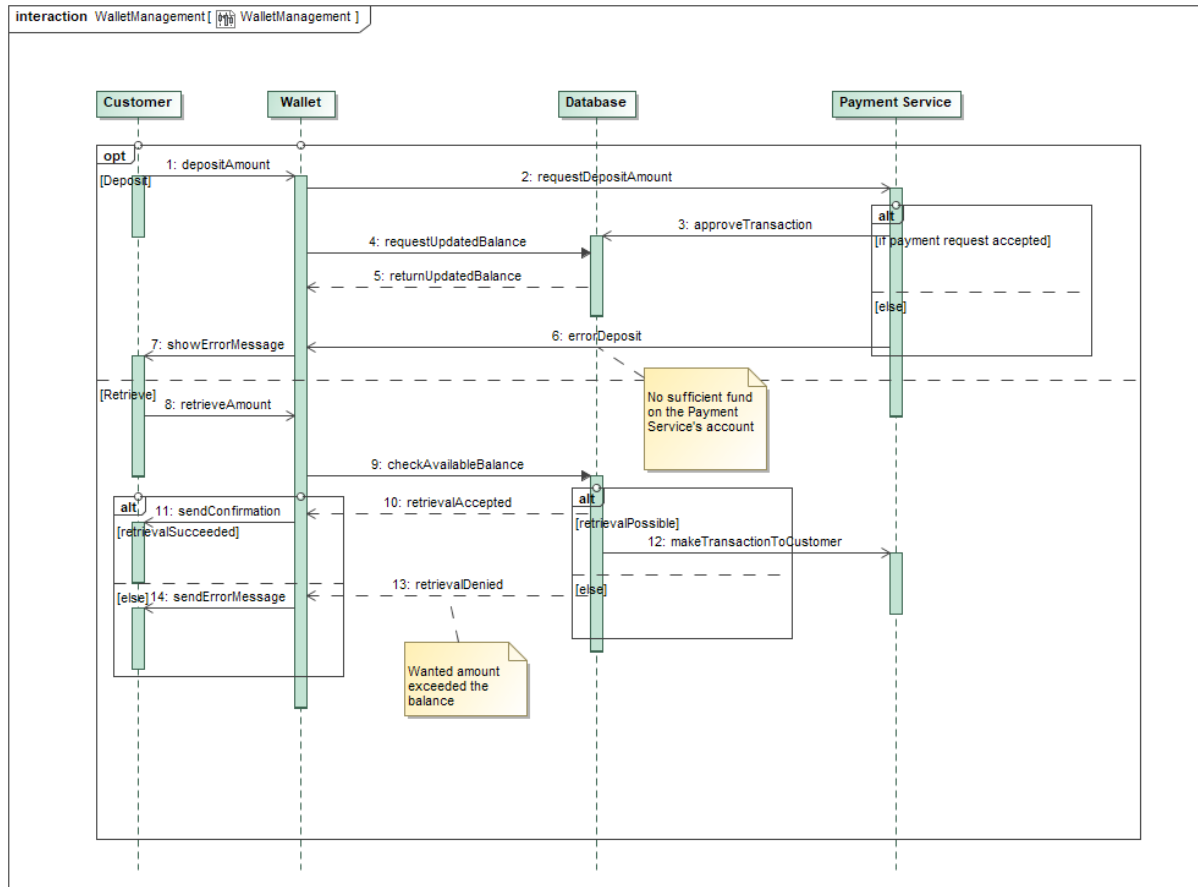 interaction WalletManagement [ WalletManagement ]
Customer
Wallet
Database
Payment Service
opt
[Deposit]
1: depositAmount
2: requestDepositAmount
alt
3: approveTransaction
[if payment request accepted]
4: requestUpdatedBalance
5: returnUpdatedBalance
[else]
6: errorDeposit
7: showErrorMessage
[Retrieve]
8: retrieveAmount
No sufficient fund
on the Payment
Service's account
9: checkAvailableBalance
alt
10: retrievalAccepted
alt
11: sendConfirmation
[retrievalSucceeded]
[retrievalPossible]
12: makeTransactionToCustomer
13: retrievalDenied
[else]
[else]
14: sendErrorMessage
Wanted amount
exceeded the
balance